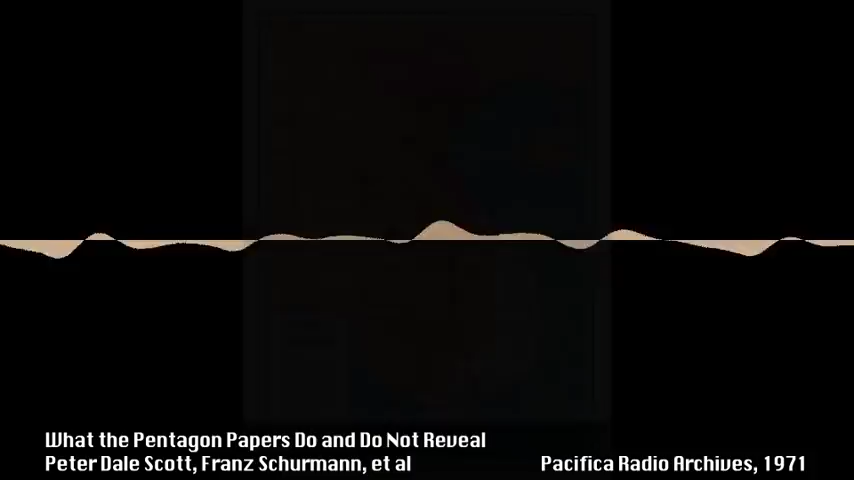 What the Pentagon Papers Do and Do Not Reveal
Peter Dale Scott, Franz Schurmann, et al
Pacifica Radio Archives, 1971